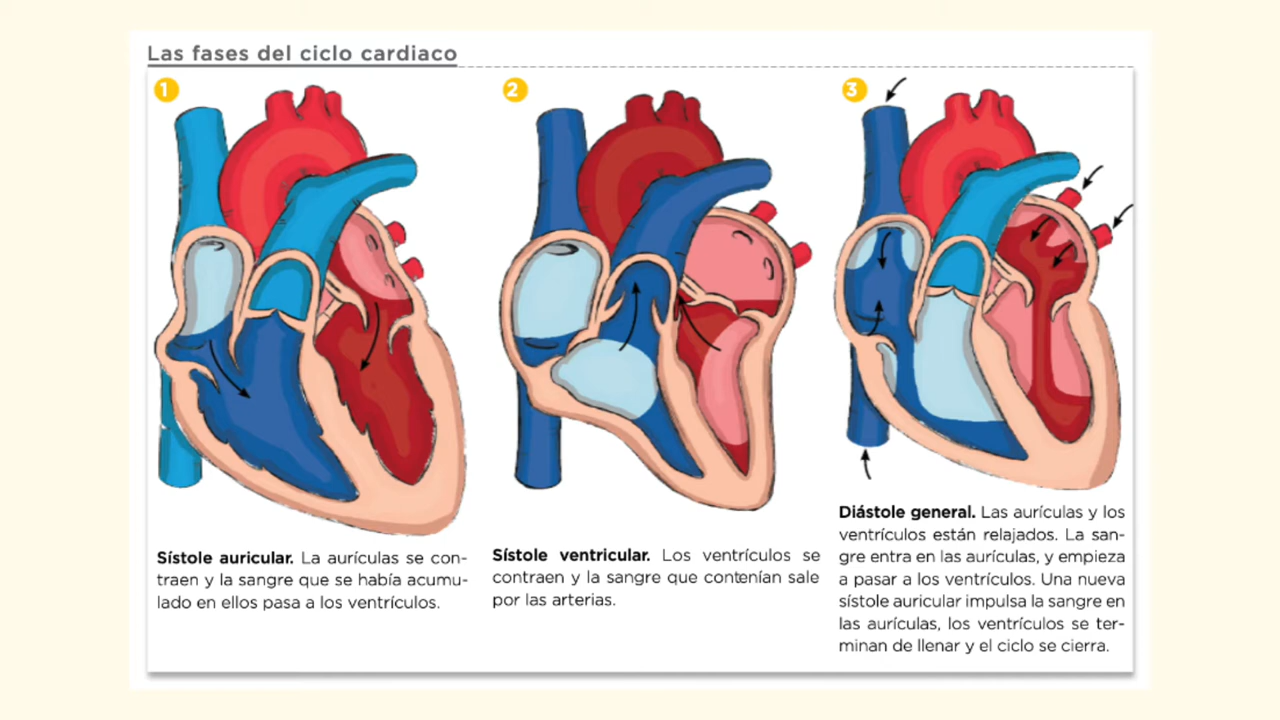 Las fases del ciclo cardiaco
1
2
3
Sístole auricular. La aurículas se con-
traen y la sangre que se había acumu-
lado en ellos pasa a los ventrículos.
Sístole ventricular. Los ventrículos se
contraen y la sangre que contenían sale
por las arterias.
Diástole general. Las aurículas y los
ventrículos están relajados. La san-
gre entra en las aurículas, y empieza
a pasar a los ventrículos. Una nueva
sístole auricular impulsa la sangre en
las aurículas, los ventrículos se ter-
minan de llenar y el ciclo se cierra.